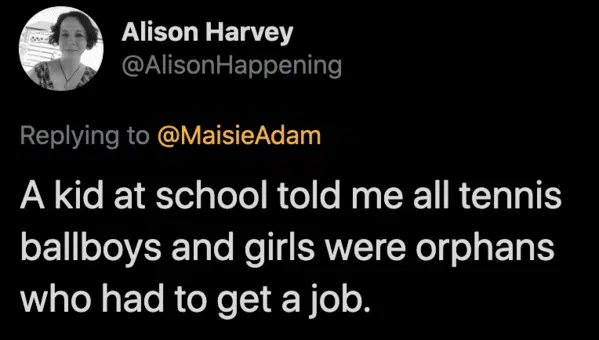 Alison Harvey
@AlisonHappening
Replying to @MaisieAdam
A kid at school told me all tennis
ballboys and girls were orphans
who had to get a job.